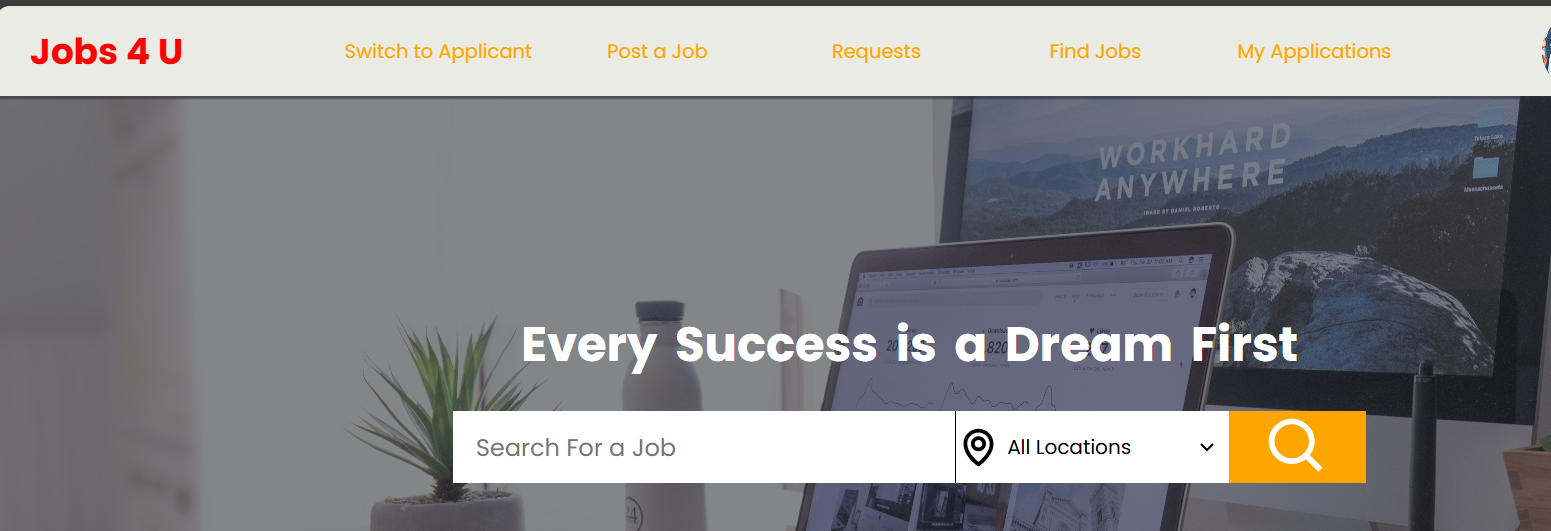 Jobs 4 U
Switch to Applicant
Post a Job
Requests
Find Jobs
My Applications
WORKHARD
ANYWHERE
IMAGE BY DANIEL ROBERTO
Massachusetts
Every Success is a Dream First
Search For a Job
All Locations